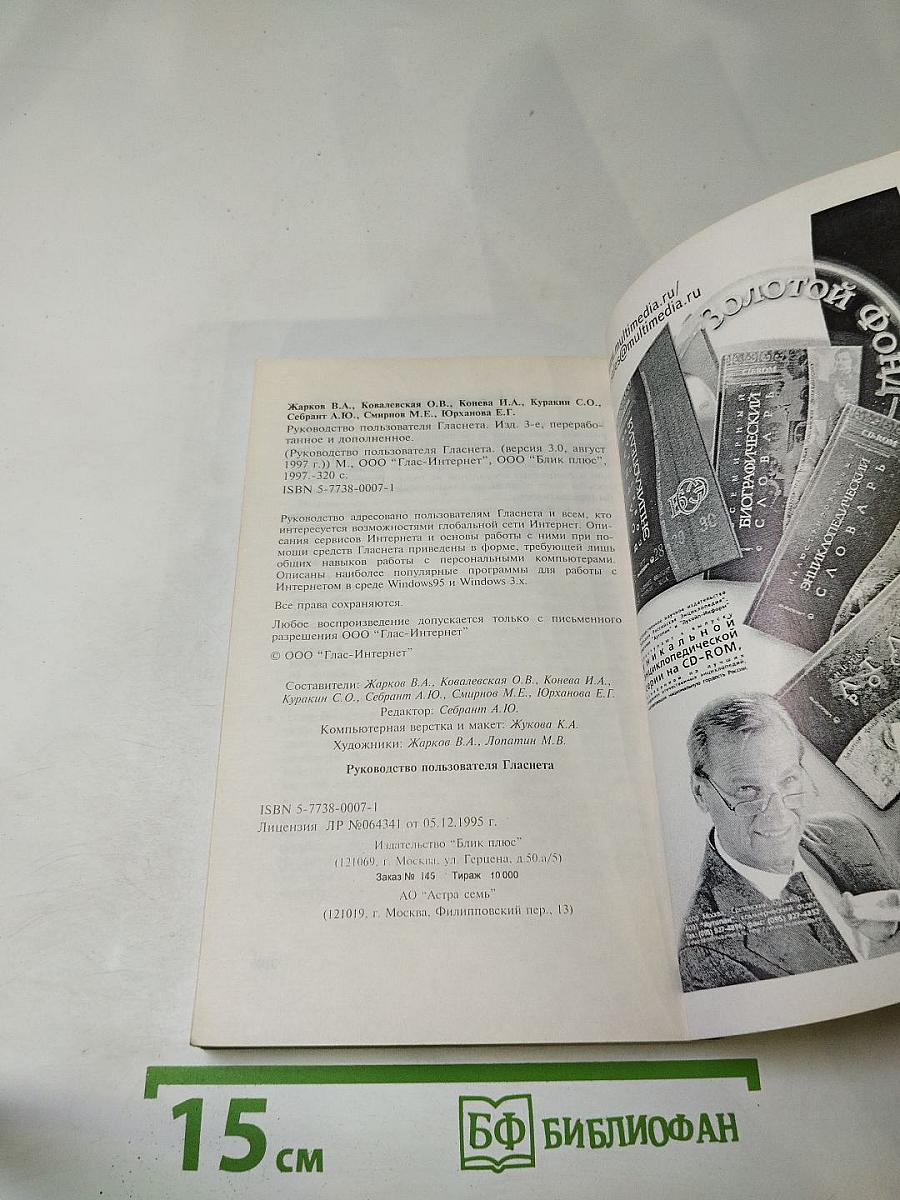 Жарков В.А., Ковалевская О.В., Конева И.А., Куракин С.О.,
Себрант А.Ю., Смирнов М.Е., Юрханова Е.Г.
Руководство пользователя Гласнета. Изд. 3-е, перерабо-
танное и дополненное.
(Руководство пользователя Гласнета. (версия 3.0, август
1997 г.)) М., ООО "Глас-Интернет", ООО "Блик плюс",
1997.-320 с.
ISBN 5-7738-0007-1
Руководство адресовано пользователям Гласнета и всем, кто
интересуется возможностями глобальной сети Интернет. Опи-
сания сервисов Интернета и основы работы с ними при по-
мощи средств Гласнета приведены в форме, требующей лишь
общих навыков работы с персональными компьютерами.
Описаны наиболее популярные программы для работы с
Интернетом в среде Windows95 и Windows 3.x.
Все права сохраняются.
Любое воспроизведение допускается только с письменного
разрешения ООО "Глас-Интернет"
© ООО "Глас-Интернет"
Составители: Жарков В.А., Ковалевская О.В., Конева И.А.,
Куракин С.О., Себрант А.Ю., Смирнов М.Е., Юрханова Е.Г.
Редактор: Себрант А.Ю.
Компьютерная верстка и макет: Жукова К.А.
Художники: Жарков В.А., Лопатин М.В.
Руководство пользователя Гласнета
ISBN 5-7738-0007-1
Лицензия ЛР №064341 от 05.12.1995 г.
Издательство "Блик плюс"
(121069, г. Москва, ул. Герцена, д.50.а/5)
Заказ № 145 Тираж 10 000
АО "Астра семь"
(121019, г. Москва, Филипповский пер., 13)
multimedia.ru/
@multimedia.ru
ЗОЛОТОЙ ФОНД
CD-ROM
ВСЕМИРНЫЙ
БИОГРАФИЧЕСКИЙ
СЛОВАРЬ
CD-ROM
ЭНЦИКЛОПЕДИЧЕСКИЙ
СЛОВАРЬ
на CD-ROM,
15 см
БФ БИБЛИОФАН